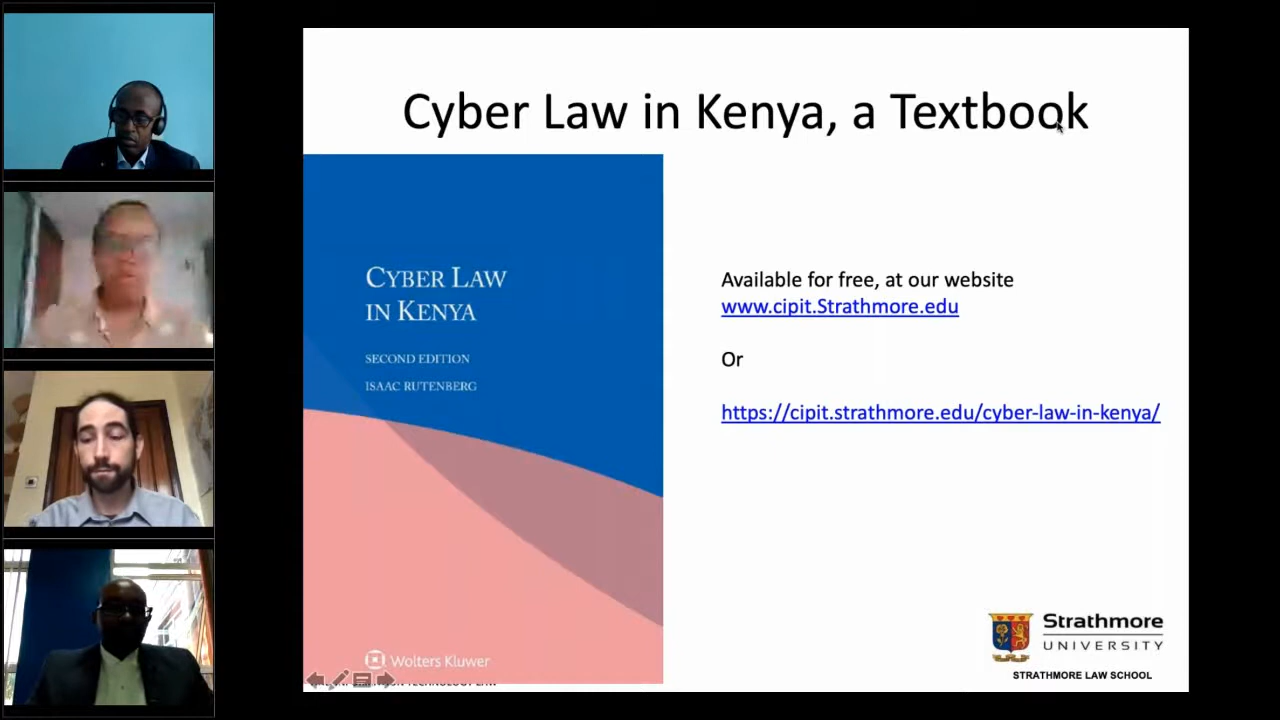 Cyber Law in Kenya, a Textbook
CYBER LAW
IN KENYA
SECOND EDITION
ISAAC RUTENBERG
Wolters Kluwer
Available for free, at our website
www.cipit.Strathmore.edu
Or
https://cipit.strathmore.edu/cyber-law-in-kenya/
Strathmore
UNIVERSITY
STRATHMORE LAW SCHOOL